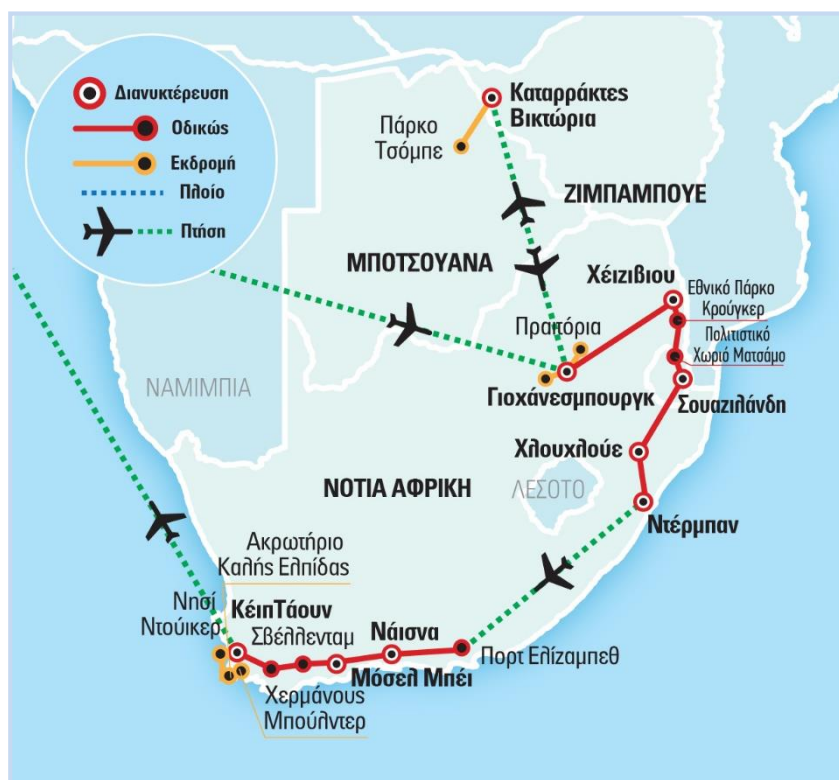 Διανυκτέρευση
Οδικώς
Εκδρομή
Πλοίο
Πτήση
Καταρράκτες
Βικτώρια
Πάρκο
Τσόμπε
ΖΙΜΠΑΜΠΟΥΕ
ΜΠΟΤΣΟΥΑΝΑ
Χέιζιβιου
Εθνικό Πάρκο
Κρούγκερ
Πολιτιστικό
Χωριό Ματσάμο
Πραιτόρια
ΝΑΜΙΜΠΙΑ
Γιοχάνεσμπουργκ
Σουαζιλάνδη
Χλουχλούε
ΝΟΤΙΑ ΑΦΡΙΚΗ
ΛΕΣΟΤΟ
Ντέρμπαν
Ακρωτήριο
Καλής Ελπίδας
Νησί
Ντούικερ
ΚέιπΤάουν
Σβέλλενταμ
Νάισνα
Πορτ Ελίζαμπεθ
Μόσελ Μπέι
Χερμάνους
Μπούλντερ